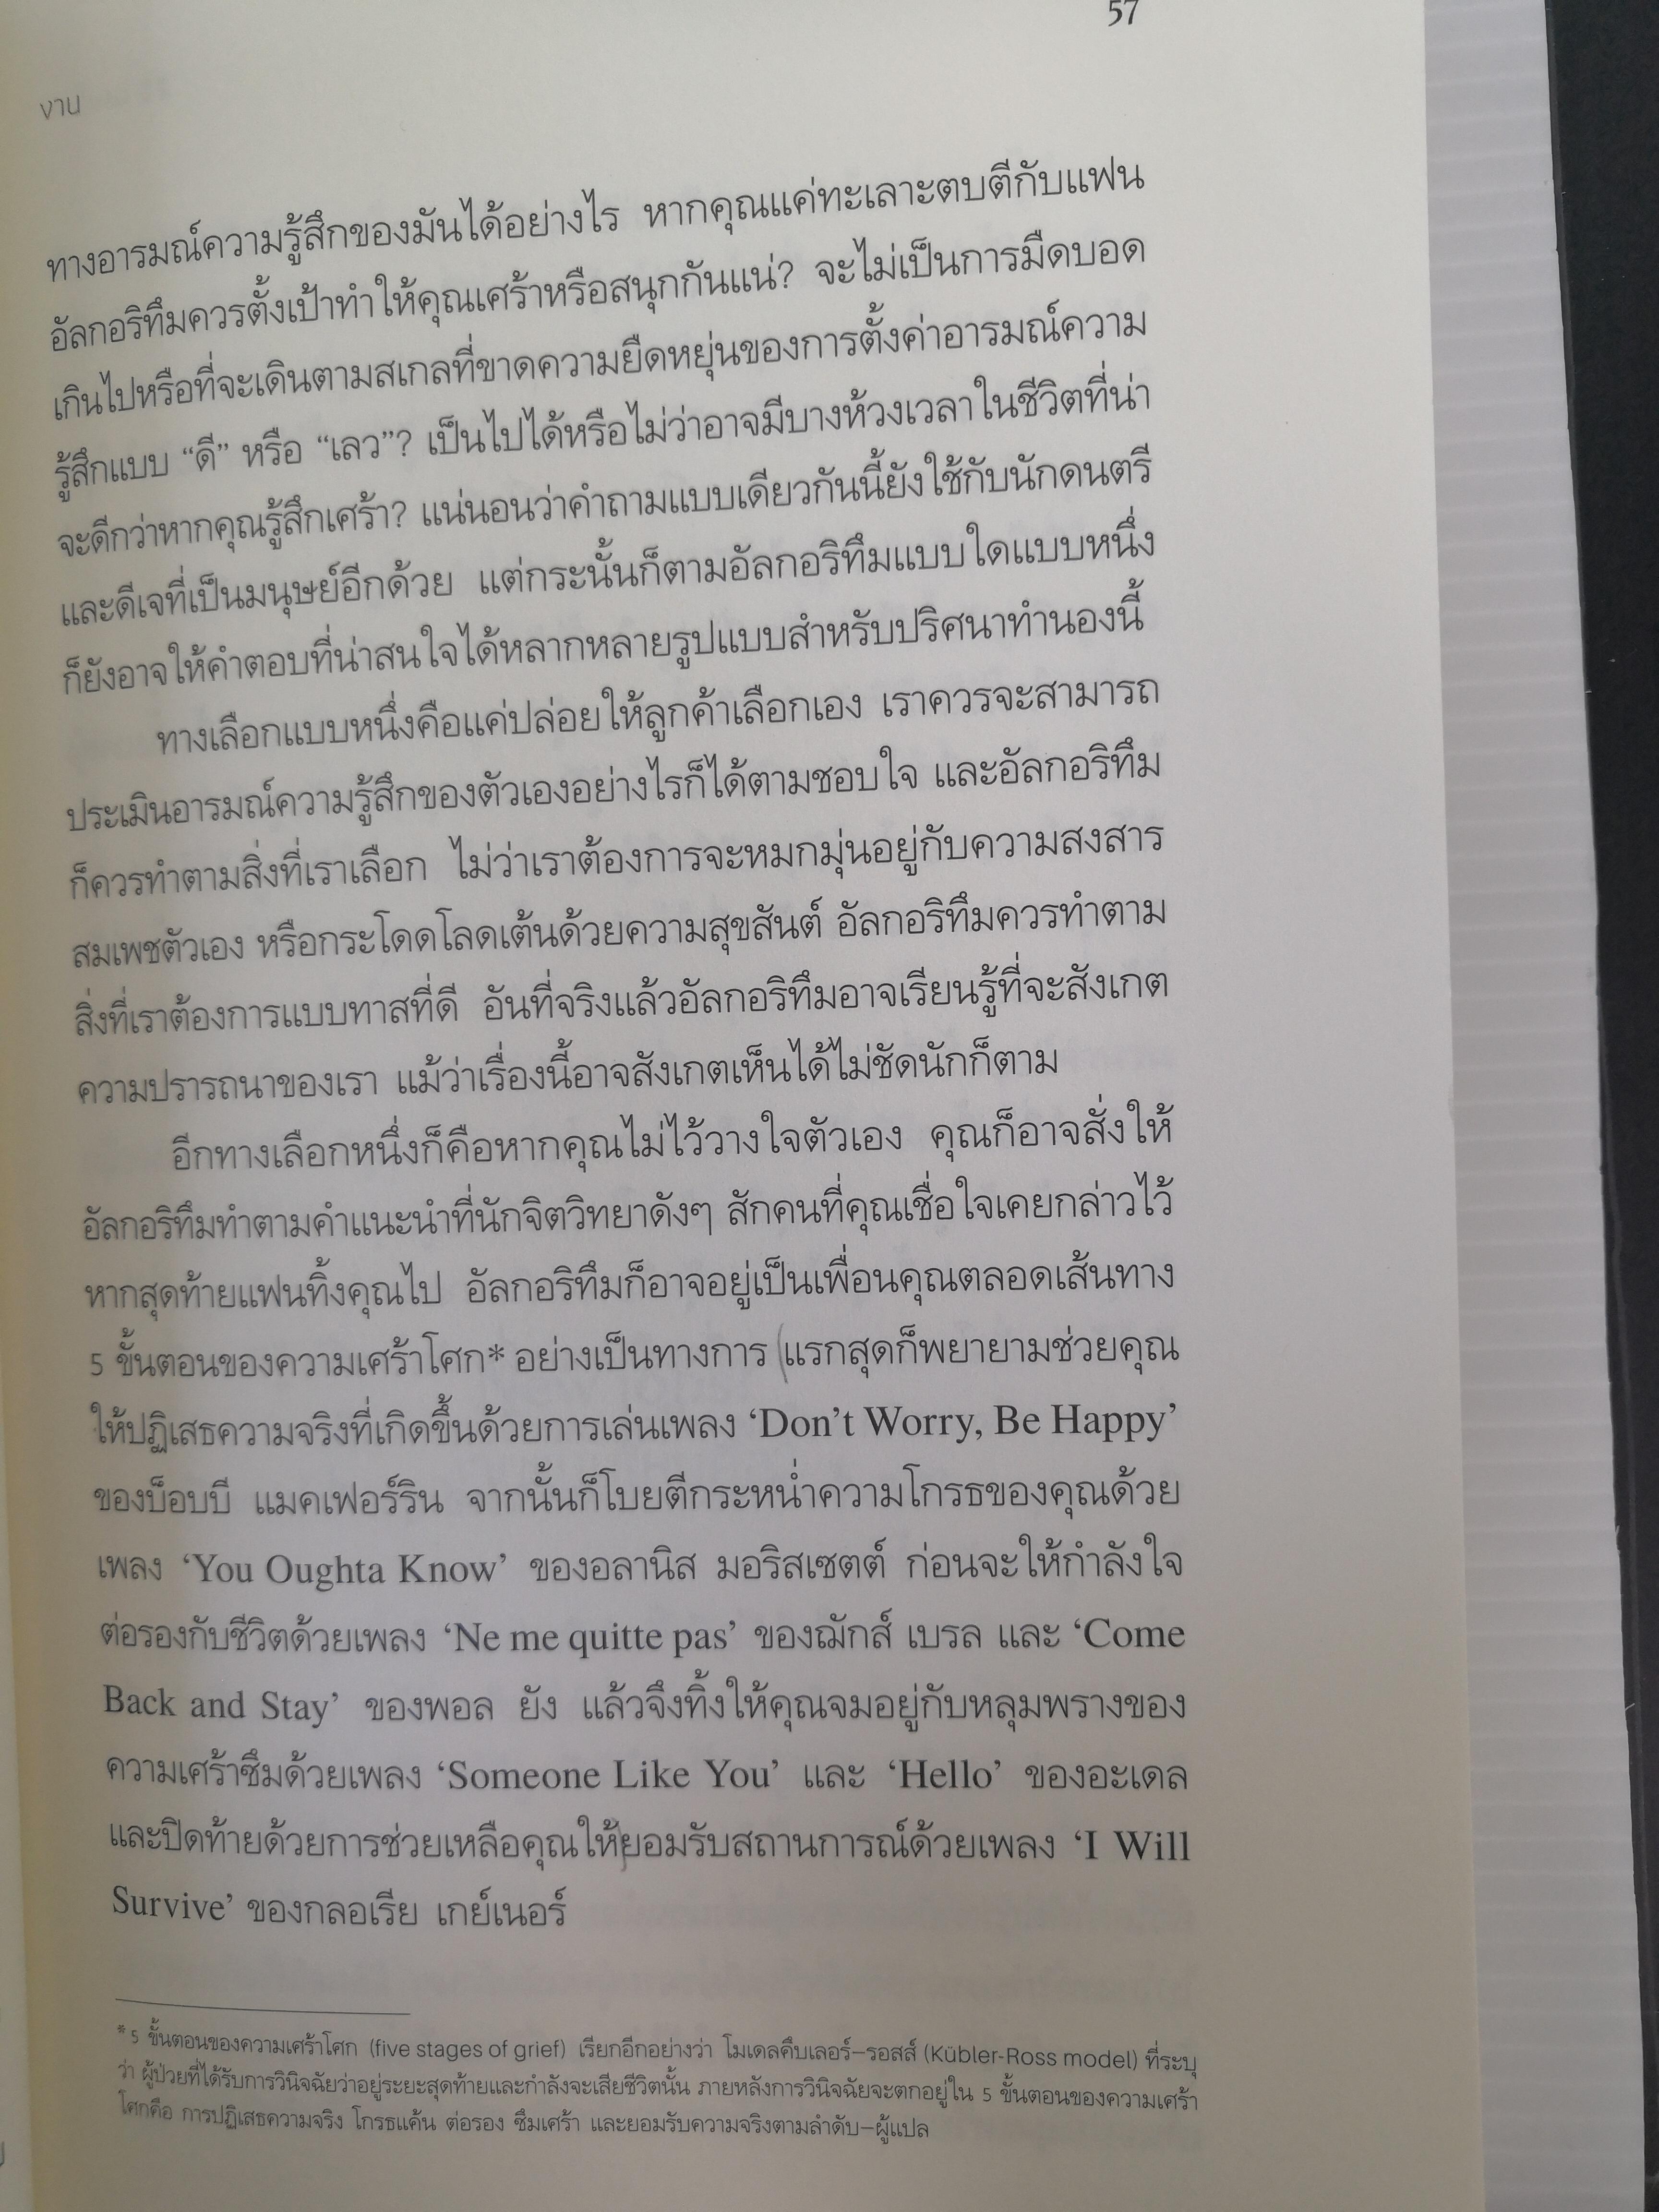 57
งาน
ทางอารมณ์ความรู้สึกของมันได้อย่างไร หากคุณแค่ทะเลาะตบตีกับแฟน
อัลกอริทึมควรตั้งเป้าทำให้คุณเศร้าหรือสนุกกันแน่? จะไม่เป็นการมืดบอด
เกินไปหรือที่จะเดินตามสเกลที่ขาดความยืดหยุ่นของการตั้งค่าอารมณ์ความ
รู้สึกแบบ “ดี” หรือ “เลว”? เป็นไปได้หรือไม่ว่าอาจมีบางห้วงเวลาในชีวิตที่น่า
จะดีกว่าหากคุณรู้สึกเศร้า? แน่นอนว่าคำถามแบบเดียวกันนี้ยังใช้กับนักดนตรี
และดีเจที่เป็นมนุษย์อีกด้วย แต่กระนั้นก็ตามอัลกอริทึมแบบใดแบบหนึ่ง
ก็ยังอาจให้คำตอบที่น่าสนใจได้หลากหลายรูปแบบสำหรับปริศนาทำนองนี้
ทางเลือกแบบหนึ่งคือแค่ปล่อยให้ลูกค้าเลือกเอง เราควรจะสามารถ
ประเมินอารมณ์ความรู้สึกของตัวเองอย่างไรก็ได้ตามชอบใจ และอัลกอริทึม
ก็ควรทำตามสิ่งที่เราเลือก ไม่ว่าเราต้องการจะหมกมุ่นอยู่กับความสงสาร
สมเพชตัวเอง หรือกระโดดโลดเต้นด้วยความสุขสันต์ อัลกอริทึมควรทำตาม
สิ่งที่เราต้องการแบบทาสที่ดี อันที่จริงแล้วอัลกอริทึมอาจเรียนรู้ที่จะสังเกต
ความปรารถนาของเรา แม้ว่าเรื่องนี้อาจสังเกตเห็นได้ไม่ชัดนักก็ตาม
อีกทางเลือกหนึ่งก็คือหากคุณไม่ไว้วางใจตัวเอง คุณก็อาจสั่งให้
อัลกอริทึมทำตามคำแนะนำที่นักจิตวิทยาดังๆ สักคนที่คุณเชื่อใจเคยกล่าวไว้
หากสุดท้ายแฟนทิ้งคุณไป อัลกอริทึมก็อาจอยู่เป็นเพื่อนคุณตลอดเส้นทาง
5 ขั้นตอนของความเศร้าโศก* อย่างเป็นทางการ (แรกสุดก็พยายามช่วยคุณ
ให้ปฏิเสธความจริงที่เกิดขึ้นด้วยการเล่นเพลง ‘Don’t Worry, Be Happy’
ของบ็อบบี แมคเฟอร์ริน จากนั้นก็โบยตีกระหน่ำความโกรธของคุณด้วย
เพลง ‘You Oughta Know’ ของอลานิส มอริสเซตต์ ก่อนจะให้กำลังใจ
ต่อรองกับชีวิตด้วยเพลง ‘Ne me quitte pas’ ของฌักส์ เบรล และ ‘Come
Back and Stay’ ของพอล ยัง แล้วจึงทิ้งให้คุณจมอยู่กับหลุมพรางของ
ความเศร้าซึมด้วยเพลง ‘Someone Like You’ และ ‘Hello’ ของอะเดล
และปิดท้ายด้วยการช่วยเหลือคุณให้)ยอมรับสถานการณ์ด้วยเพลง ‘I Will
Survive’ ของกลอเรีย เกย์เนอร์
* 5 ขั้นตอนของความเศร้าโศก (five stages of grief) เรียกอีกอย่างว่า โมเดลคึบเลอร์–รอสส์ (Kübler-Ross model) ที่ระบุ
ว่า ผู้ป่วยที่ได้รับการวินิจฉัยว่าอยู่ระยะสุดท้ายและกำลังจะเสียชีวิตนั้น ภายหลังการวินิจฉัยจะตกอยู่ใน 5 ขั้นตอนของความเศร้า
โศกคือ การปฏิเสธความจริง โกรธแค้น ต่อรอง ซึมเศร้า และยอมรับความจริงตามลำดับ–ผู้แปล